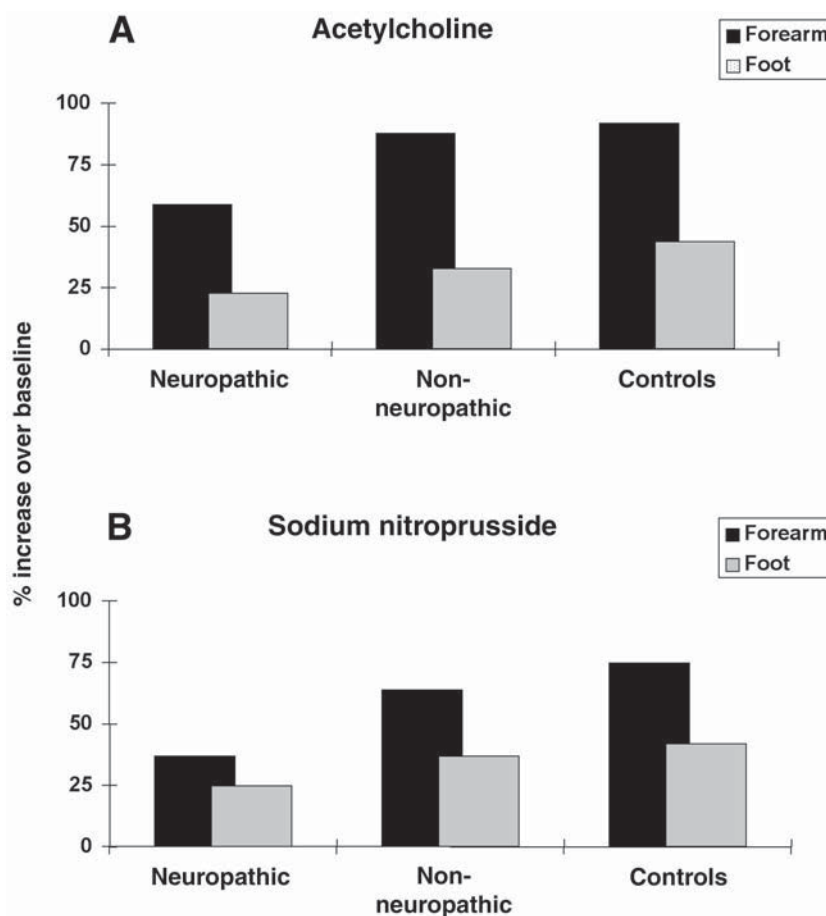 A
Acetylcholine
Forearm
Foot
100
75
50
25
0
Neuropathic
Non-
neuropathic
Controls
% increase over baseline
B
Sodium nitroprusside
Forearm
Foot
100
75
50
25
0
Neuropathic
Non-
neuropathic
Controls